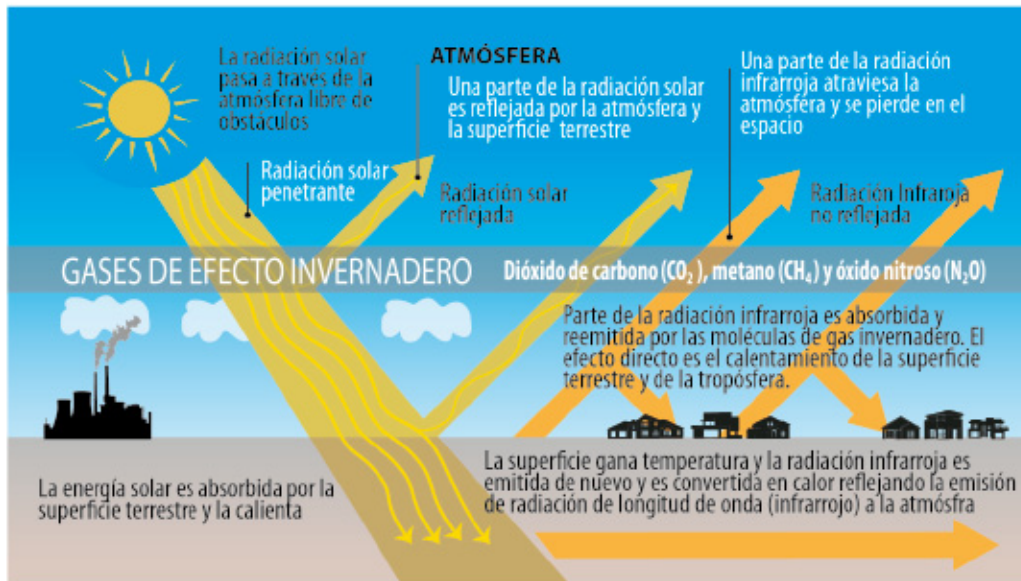 La radiación solar
pasa a través de la
atmósfera libre de
obstáculos
Radiación solar
penetrante
ATMÓSFERA
Una parte de la radiación solar
es reflejada por la atmósfera y
la superficie terrestre
Radiación solar
reflejada
Una parte de la radiación
infrarroja atraviesa la
atmósféra y se pierde en el
espacio
Radiación Infraroja
no reflejada
GASES DE EFECTO INVERNADERO
Dióxido de carbono (CO₂), metano (CH₄) y óxido nitroso (N₂O)
Parte de la radiación infrarroja es absorbida y
reemitida por las moléculas de gas invernadero. El
efecto directo es el calentamiento de la superficie
terrestre y de la tropósfera.
La energía solar es absorbida por la
superficie terrestre y la calienta
La superficie gana temperatura y la radiación infrarroja es
emitida de nuevo y es convertida en calor reflejando la emisión
de radiación de longitud de onda (infrarrojo) a la atmósfra